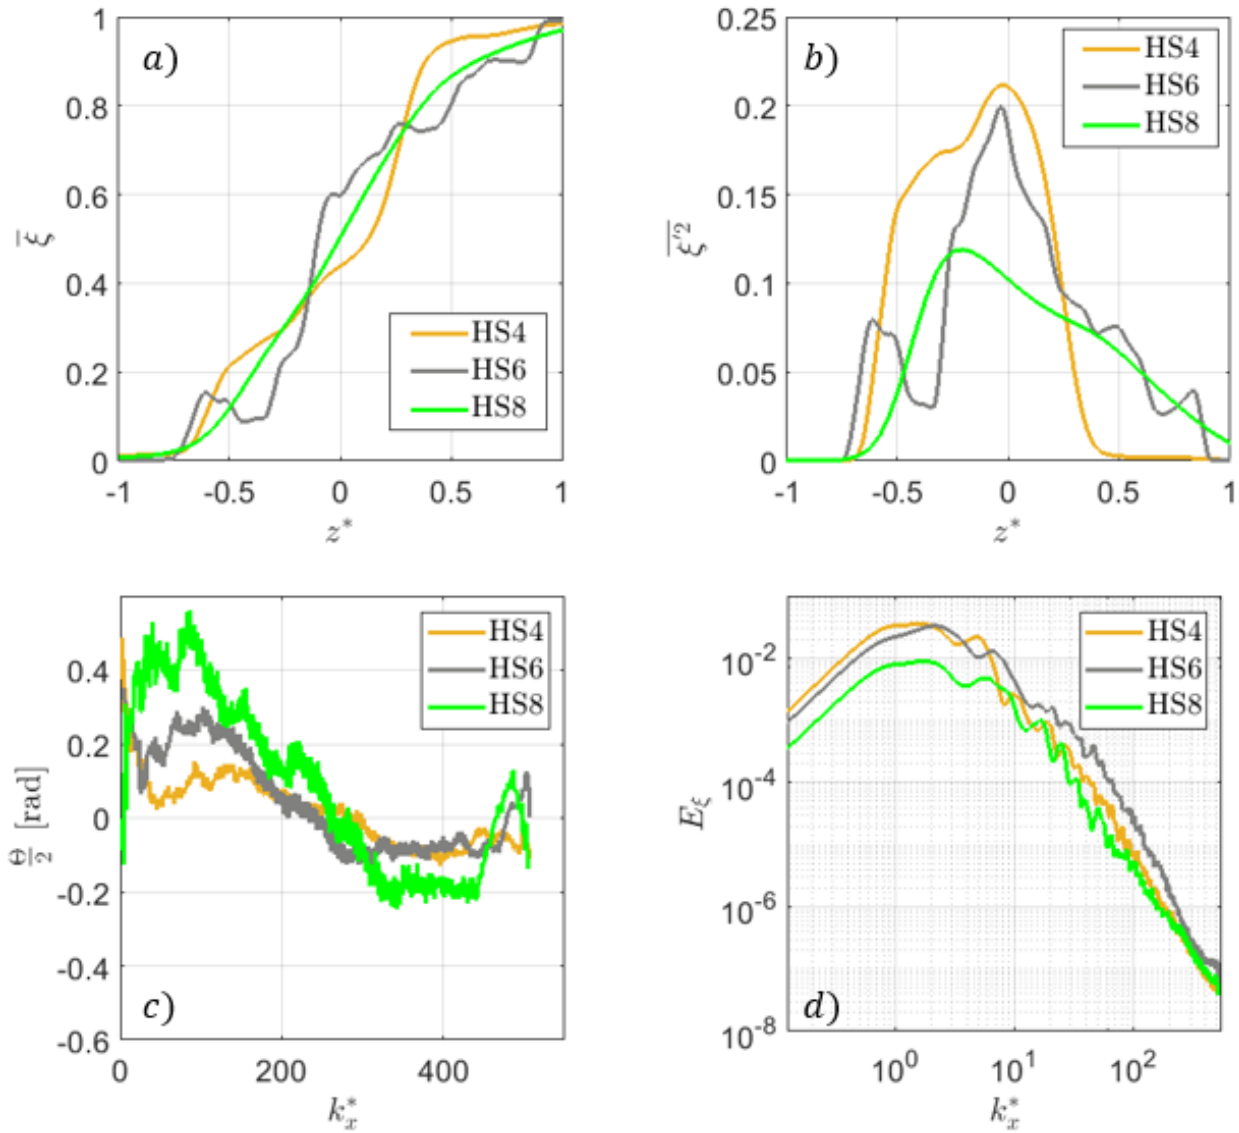 a)
1
0.8
0.6
0.4
0.2
0
-1
-0.5
0
0.5
1
z*
ξ̅
HS4
HS6
HS8
b)
0.25
0.2
0.15
0.1
0.05
0
-1
-0.5
0
0.5
1
z*
ξ′²
HS4
HS6
HS8
c)
0.4
0.2
0
-0.2
-0.4
-0.6
0
200
400
k*ₓ
Θ/2 [rad]
HS4
HS6
HS8
d)
10⁻²
10⁻⁴
10⁻⁶
10⁻⁸
10⁰
10¹
10²
k*ₓ
E_ξ
HS4
HS6
HS8